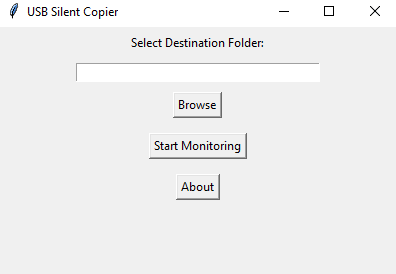 USB Silent Copier
Select Destination Folder:
Browse
Start Monitoring
About